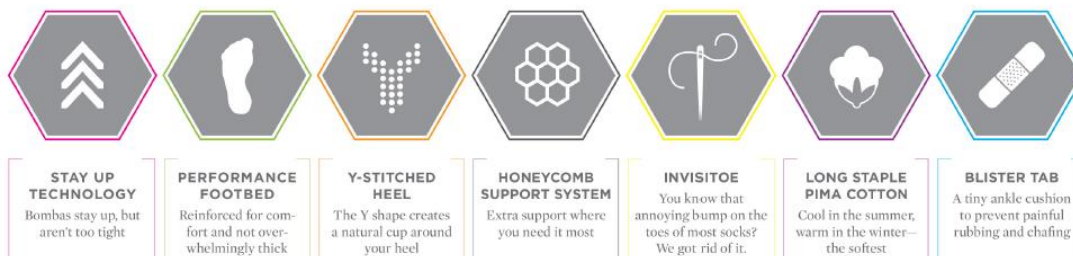 STAY UP
TECHNOLOGY
Bombas stay up, but
aren't too tight
PERFORMANCE
FOOTBED
Reinforced for com-
fort and not over-
whelmingly thick
Y-STITCHED
HEEL
The Y shape creates
a natural cup around
your heel
HONEYCOMB
SUPPORT SYSTEM
Extra support where
you need it most
INVISITOE
You know that
annoying bump on the
toes of most socks?
We got rid of it.
LONG STAPLE
PIMA COTTON
Cool in the summer,
warm in the winter—
the softest
BLISTER TAB
A tiny ankle cushion
to prevent painful
rubbing and chafing